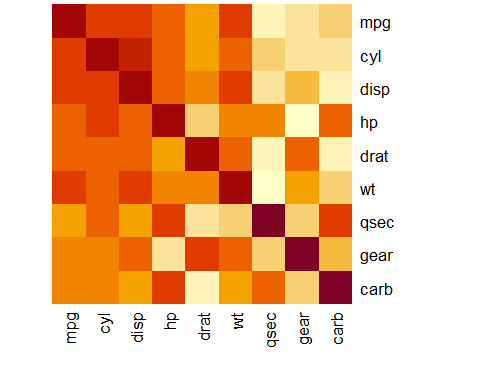 mpg
cyl
disp
hp
drat
wt
qsec
gear
carb
mpg
cyl
disp
hp
drat
wt
qsec
gear
carb